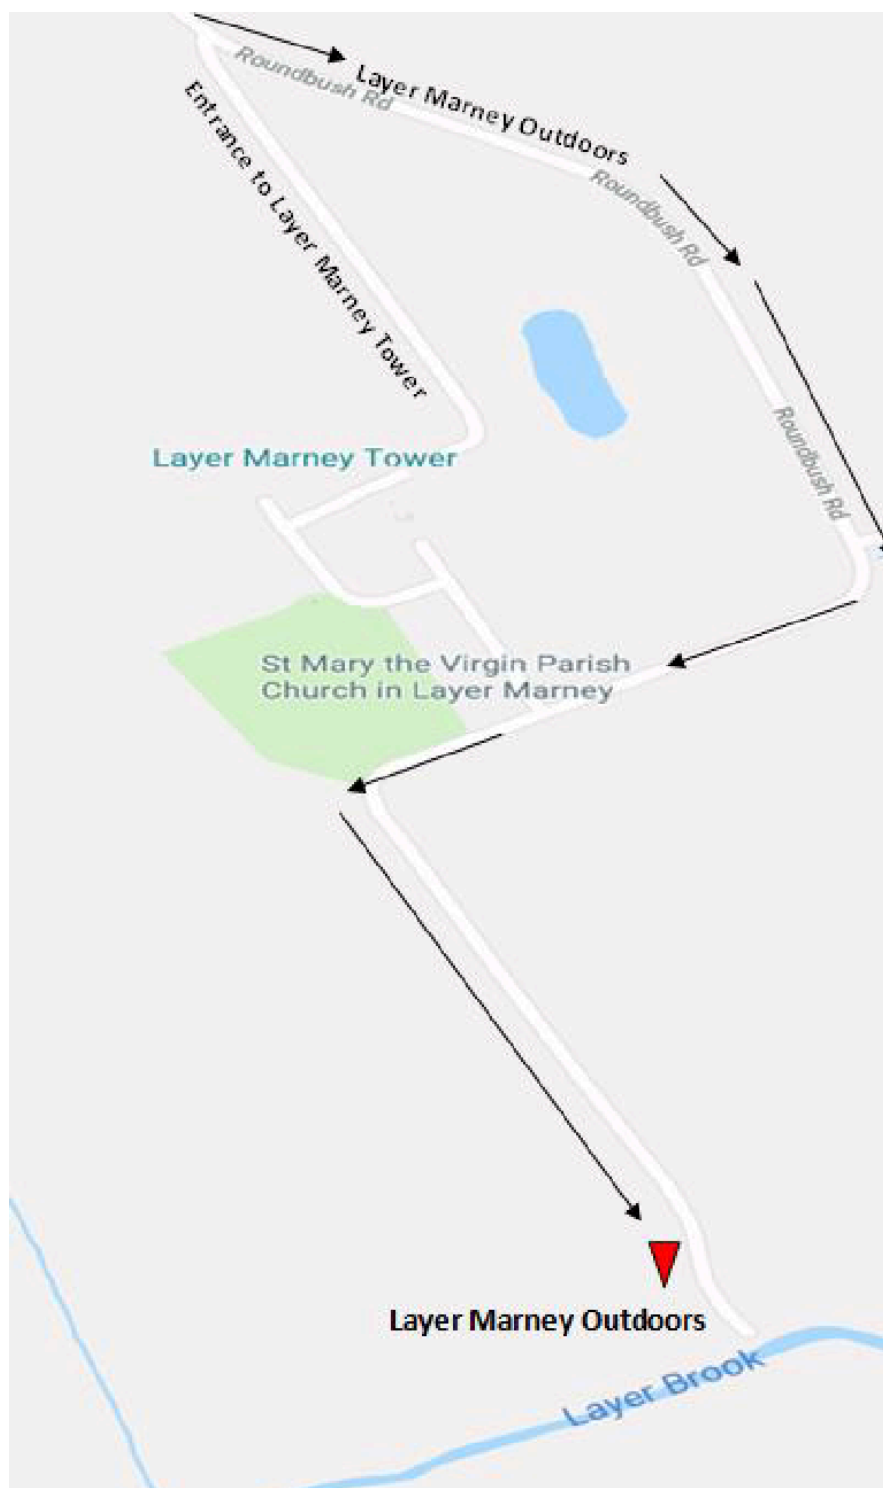 Roundbush Rd
Layer Marney Outdoors
Entrance to Layer Marney Tower
Roundbush Rd
Roundbush Rd
Layer Marney Tower
St Mary the Virgin Parish
Church in Layer Marney
Layer Marney Outdoors
Layer Brook